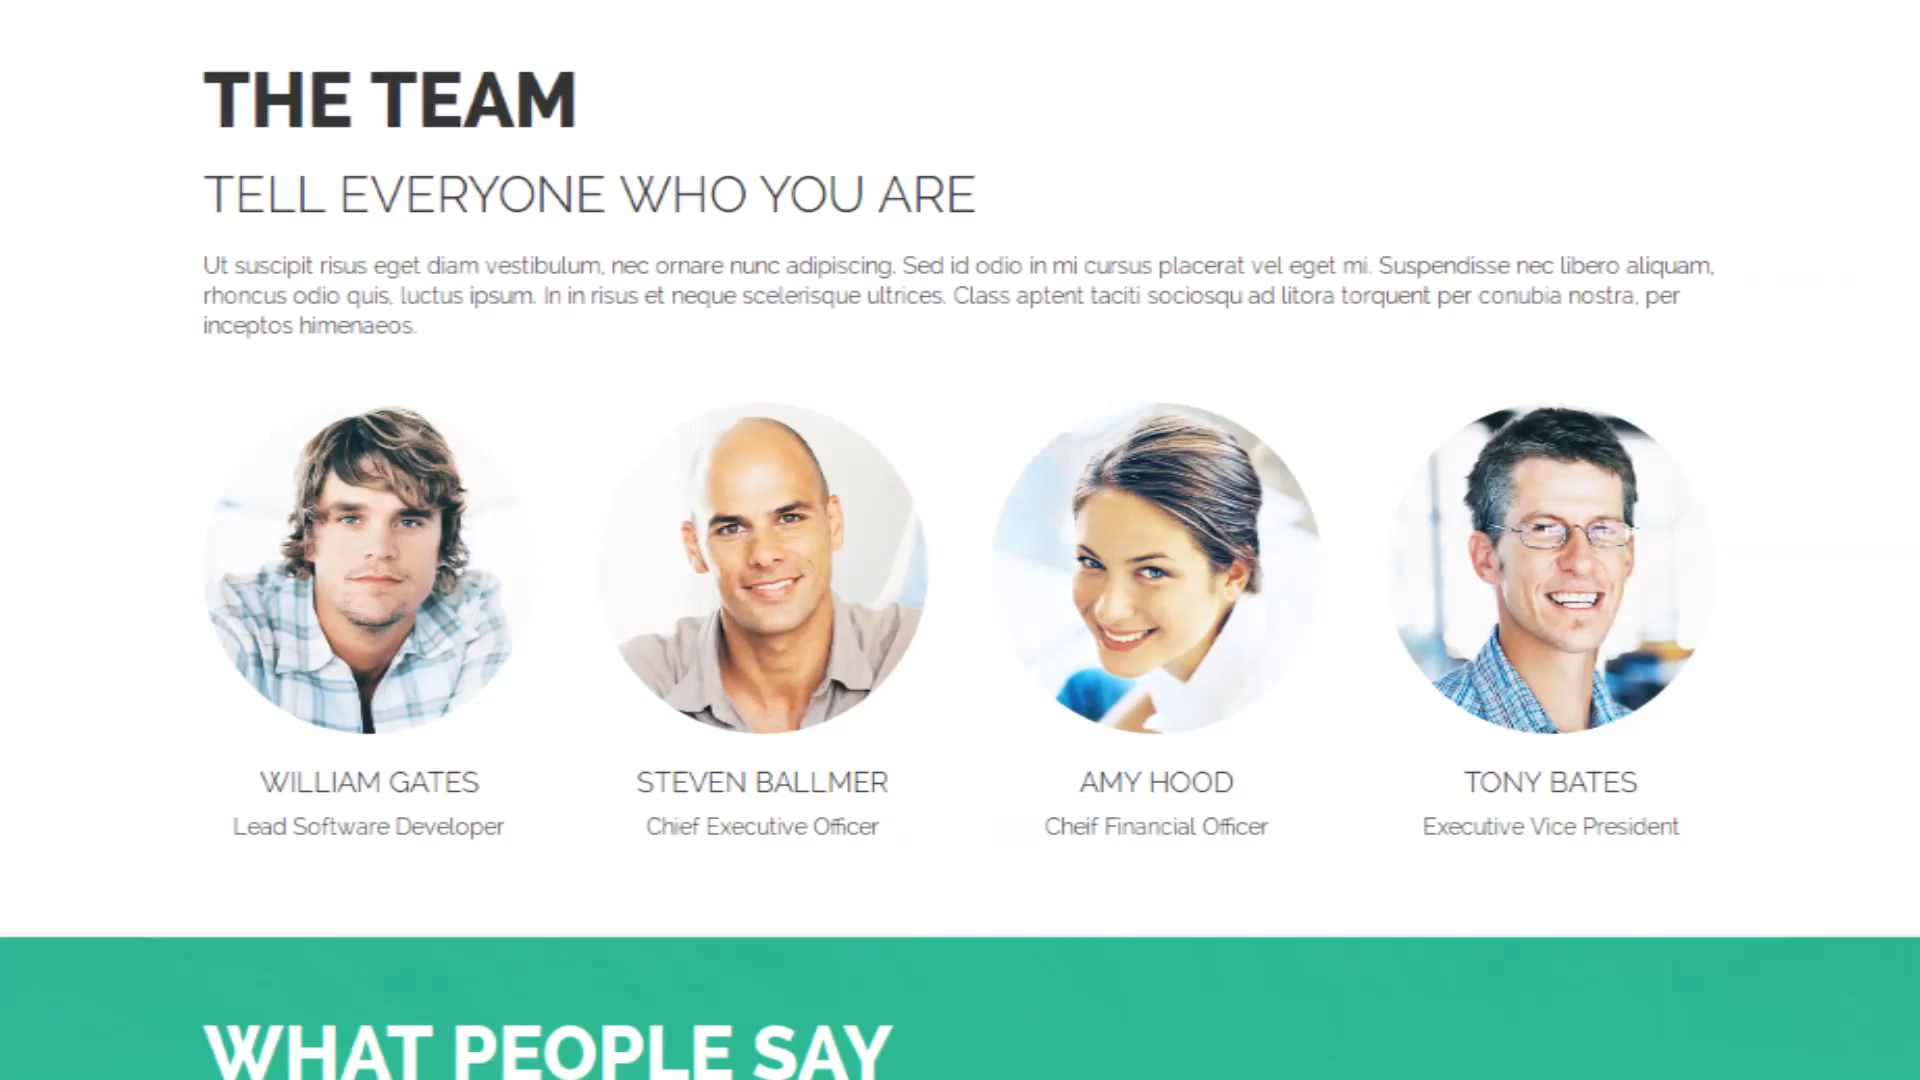 THE TEAM
TELL EVERYONE WHO YOU ARE
Ut suscipit risus eget diam vestibulum, nec ornare nunc adipiscing. Sed id odio in mi cursus placerat vel eget mi. Suspendisse nec libero aliquam,
rhoncus odio quis, luctus ipsum. In in risus et neque scelerisque ultrices. Class aptent taciti sociosqu ad litora torquent per conubia nostra, per
inceptos himenaeos.
WILLIAM GATES
Lead Software Developer
STEVEN BALLMER
Chief Executive Officer
AMY HOOD
Cheif Financial Officer
TONY BATES
Executive Vice President
WHAT PEOPLE SAY